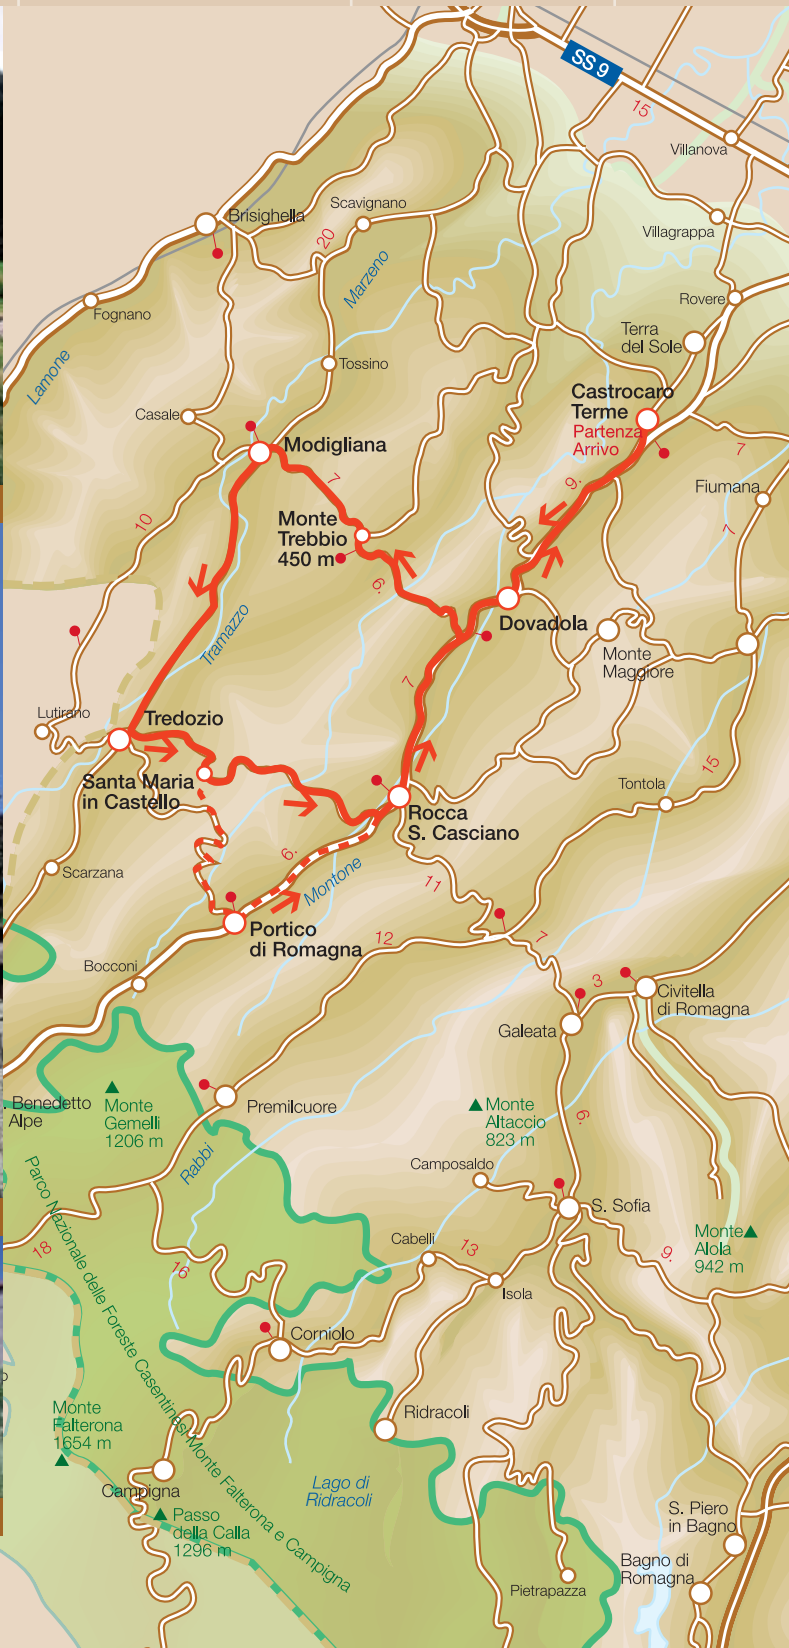 SS 9
15
Villanova
Scavignano
Brisighella
20
Villagrappa
Marzeno
Rovere
Fognano
Terra
del Sole
Lamone
Tossino
Castrocaro
Terme
Partenza
Arrivo
Casale
Modigliana
7
7
9.
Fiumana
Monte
Trebbio
450 m
10
7
6.
Dovadola
Tramazzo
Monte
Maggiore
7
Lutirano
Tredozio
15
Santa Maria
in Castello
Tontola
Rocca
S. Casciano
6.
Scarzana
Montone
11
Portico
di Romagna
12
7
Bocconi
3
Civitella
di Romagna
Galeata
. Benedetto
Alpe
Monte
Gemelli
1206 m
Premilcuore
Monte
Altaccio
823 m
6.
Rabbi
Camposaldo
S. Sofia
Parco Nazionale delle Foreste Casentinesi Monte Falterona e Campigna
18
Cabelli
13
Monte
Alola
942 m
9.
16
Isola
Corniolo
Monte
Falterona
1654 m
Ridracoli
Campigna
Lago di
Ridracoli
Passo
della Calla
1296 m
S. Piero
in Bagno
Bagno di
Romagna
Pietrapazza